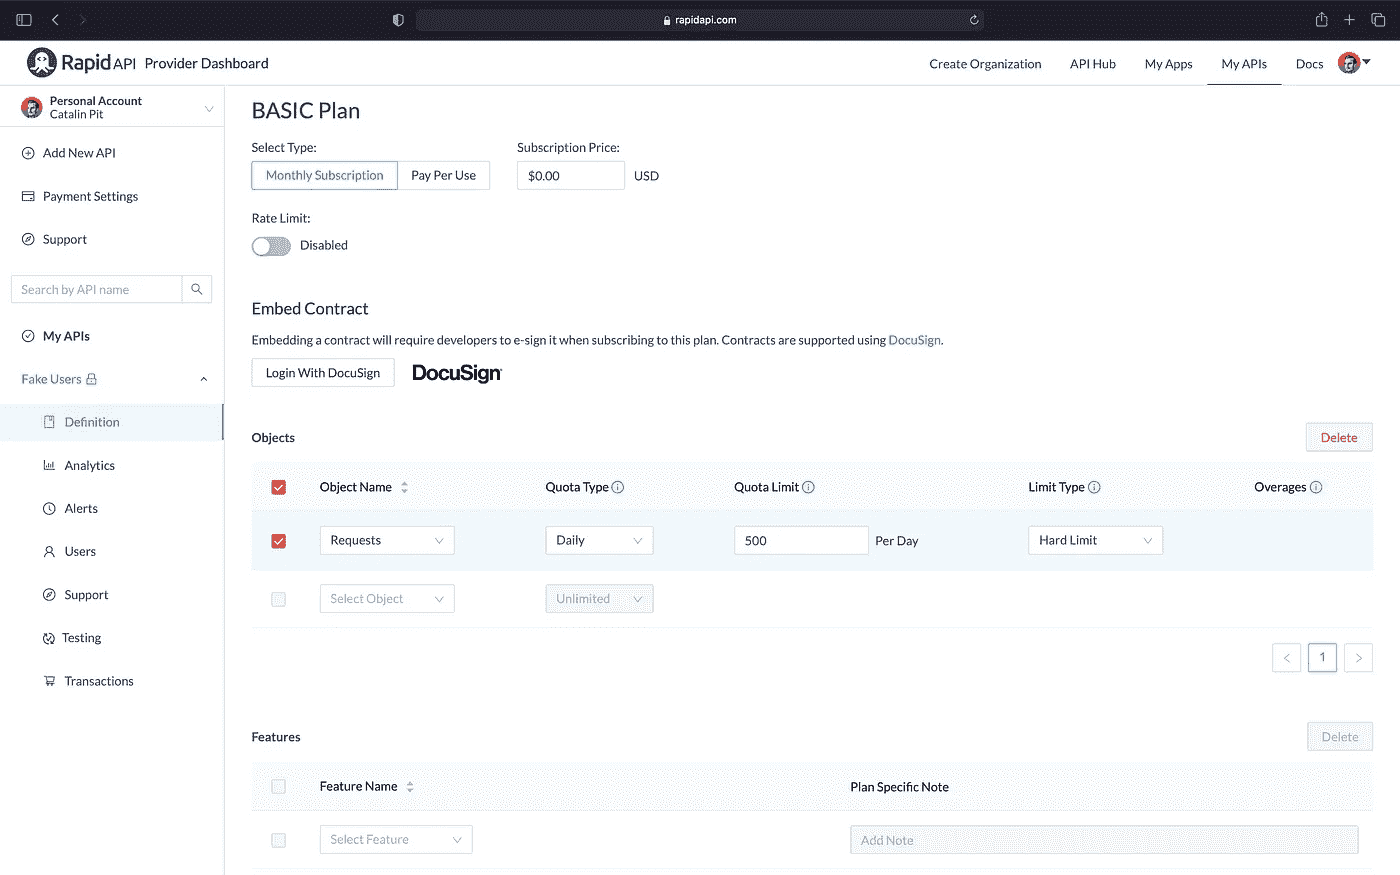 rapidapi.com
RapidAPI Provider Dashboard
Create Organization API Hub My Apps My APIs Docs
Personal Account
Catalin Pit
Add New API
Payment Settings
Support
Search by API name
My APIs
Fake Users
Definition
Analytics
Alerts
Users
Support
Testing
Transactions
BASIC Plan
Select Type: Subscription Price:
Monthly Subscription Pay Per Use $0.00 USD
Rate Limit:
Disabled
Embed Contract
Embedding a contract will require developers to e-sign it when subscribing to this plan. Contracts are supported using DocuSign.
Login With DocuSign DocuSign
Objects Delete
Object Name Quota Type Quota Limit Limit Type Overages
Requests Daily 500 Per Day Hard Limit
Select Object Unlimited
1
Features Delete
Feature Name Plan Specific Note
Select Feature Add Note